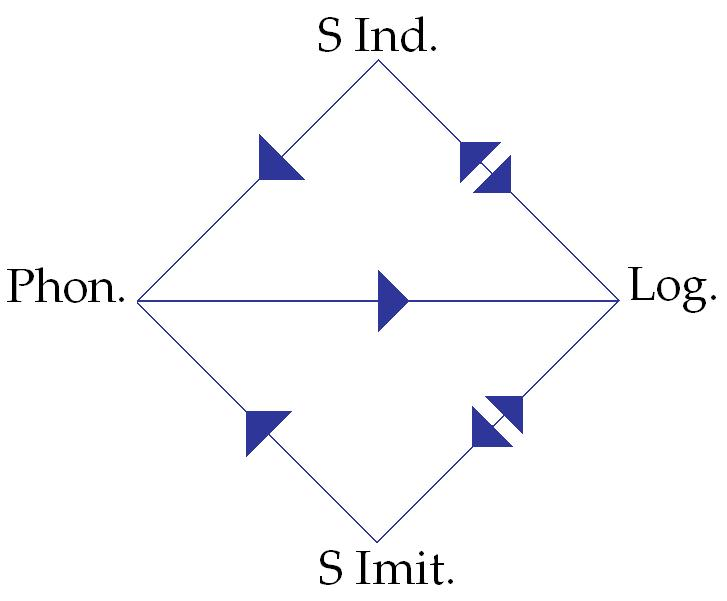 S Ind.
Phon.
Log.
S Imit.